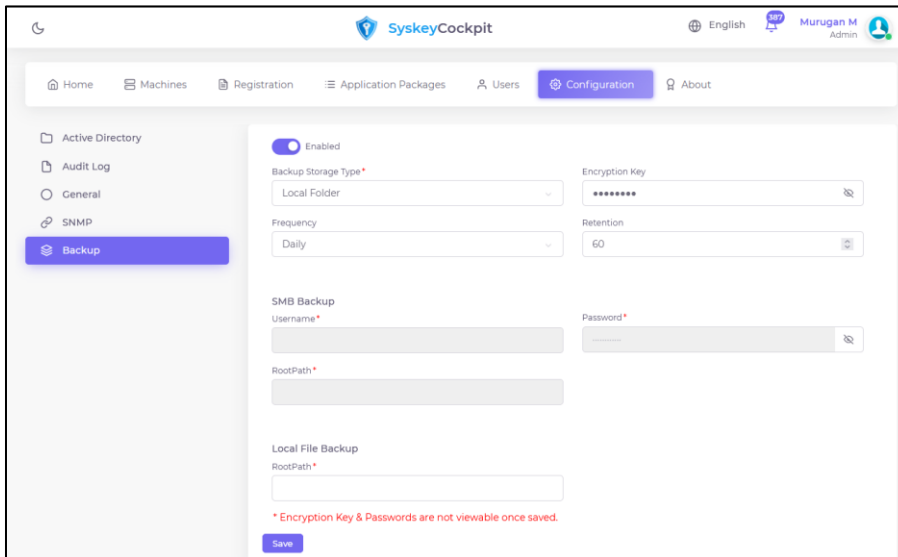 SyskeyCockpit
English
387
Murugan M
Admin
Home
Machines
Registration
Application Packages
Users
Configuration
About
Active Directory
Audit Log
General
SNMP
Backup
Enabled
Backup Storage Type*
Encryption Key
Local Folder
Frequency
Retention
Daily
60
SMB Backup
Username*
Password*
RootPath*
Local File Backup
RootPath*
* Encryption Key & Passwords are not viewable once saved.
Save